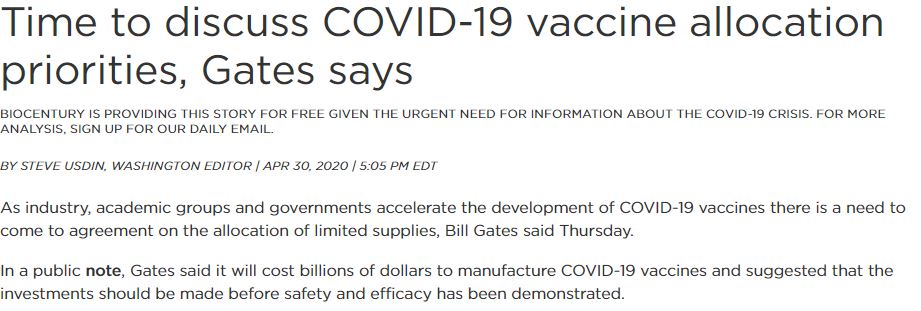 Time to discuss COVID-19 vaccine allocation
priorities, Gates says
BIOCENTURY IS PROVIDING THIS STORY FOR FREE GIVEN THE URGENT NEED FOR INFORMATION ABOUT THE COVID-19 CRISIS. FOR MORE
ANALYSIS, SIGN UP FOR OUR DAILY EMAIL.
BY STEVE USDIN, WASHINGTON EDITOR | APR 30, 2020 | 5:05 PM EDT
As industry, academic groups and governments accelerate the development of COVID-19 vaccines there is a need to
come to agreement on the allocation of limited supplies, Bill Gates said Thursday.
In a public note, Gates said it will cost billions of dollars to manufacture COVID-19 vaccines and suggested that the
investments should be made before safety and efficacy has been demonstrated.